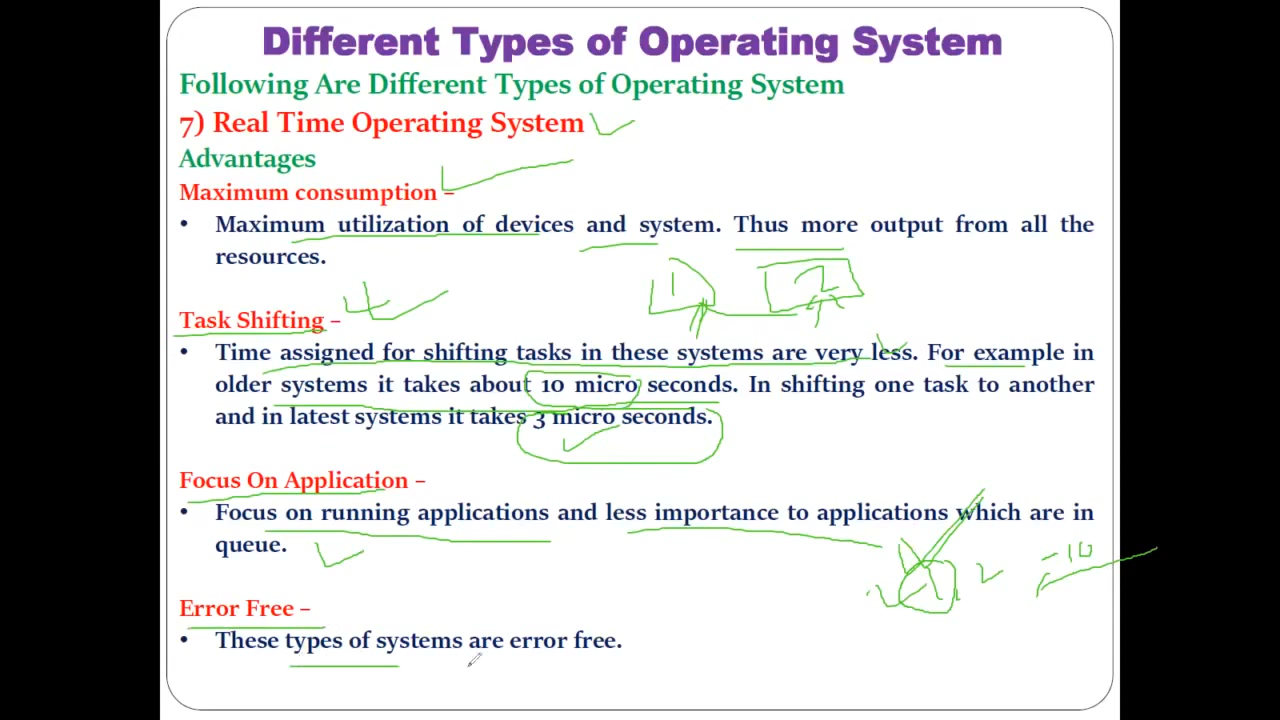 Different Types of Operating System
Following Are Different Types of Operating System
7) Real Time Operating System
Advantages
Maximum consumption –
• Maximum utilization of devices and system. Thus more output from all the
resources.
1 2
Task Shifting –
• Time assigned for shifting tasks in these systems are very less. For example in
older systems it takes about 10 micro seconds. In shifting one task to another
and in latest systems it takes 3 micro seconds.
Focus On Application –
• Focus on running applications and less importance to applications which are in
queue.
-10
Error Free –
• These types of systems are error free.